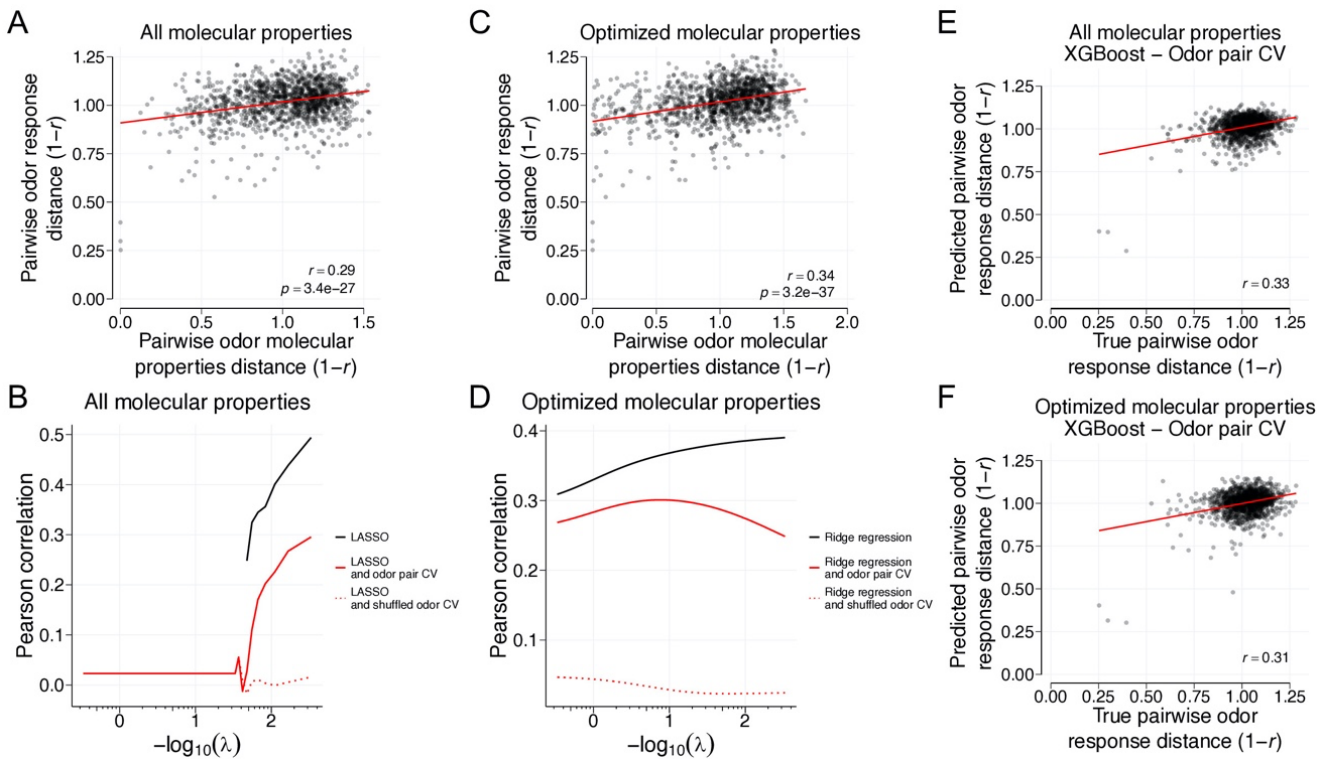 A
All molecular properties
Pairwise odor response
distance (1−r)
1.25
1.00
0.75
0.50
0.25
0.00
r = 0.29
p = 3.4e−27
0.0
0.5
1.0
1.5
Pairwise odor molecular
properties distance (1−r)
C
Optimized molecular properties
Pairwise odor response
distance (1−r)
1.25
1.00
0.75
0.50
0.25
0.00
r = 0.34
p = 3.2e−37
0.0
0.5
1.0
1.5
2.0
Pairwise odor molecular
properties distance (1−r)
E
All molecular properties
XGBoost − Odor pair CV
Predicted pairwise odor
response distance (1−r)
1.25
1.00
0.75
0.50
0.25
0.00
r = 0.33
0.00
0.25
0.50
0.75
1.00
1.25
True pairwise odor
response distance (1−r)
B
All molecular properties
Pearson correlation
0.5
0.4
0.3
0.2
0.1
0.0
0
1
2
−log10(λ)
LASSO
LASSO
and odor pair CV
LASSO
and shuffled odor CV
D
Optimized molecular properties
Pearson correlation
0.4
0.3
0.2
0.1
0
1
2
−log10(λ)
Ridge regression
Ridge regression
and odor pair CV
Ridge regression
and shuffled odor CV
F
Optimized molecular properties
XGBoost − Odor pair CV
Predicted pairwise odor
response distance (1−r)
1.25
1.00
0.75
0.50
0.25
0.00
r = 0.31
0.00
0.25
0.50
0.75
1.00
1.25
True pairwise odor
response distance (1−r)